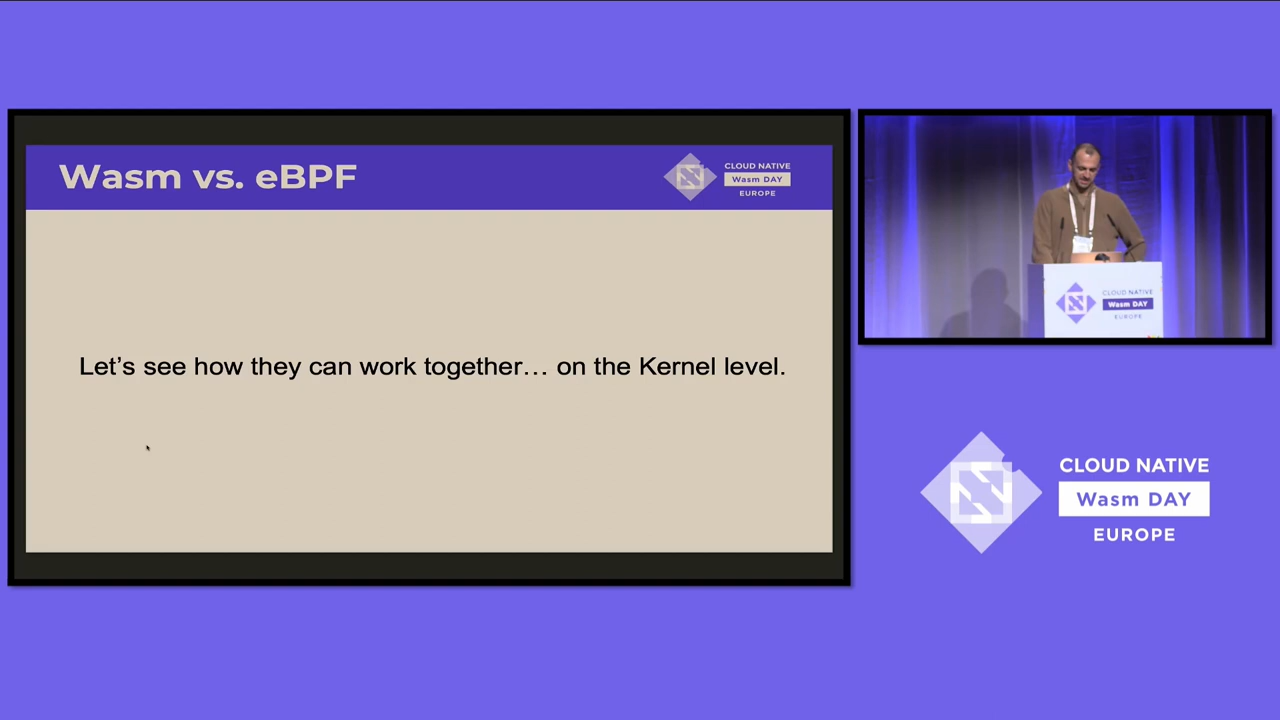 Wasm vs. eBPF
CLOUD NATIVE
Wasm DAY
EUROPE
Let's see how they can work together… on the Kernel level.
CLOUD NATIVE
Wasm DAY
EUROPE
CLOUD NATIVE
Wasm DAY
EUROPE